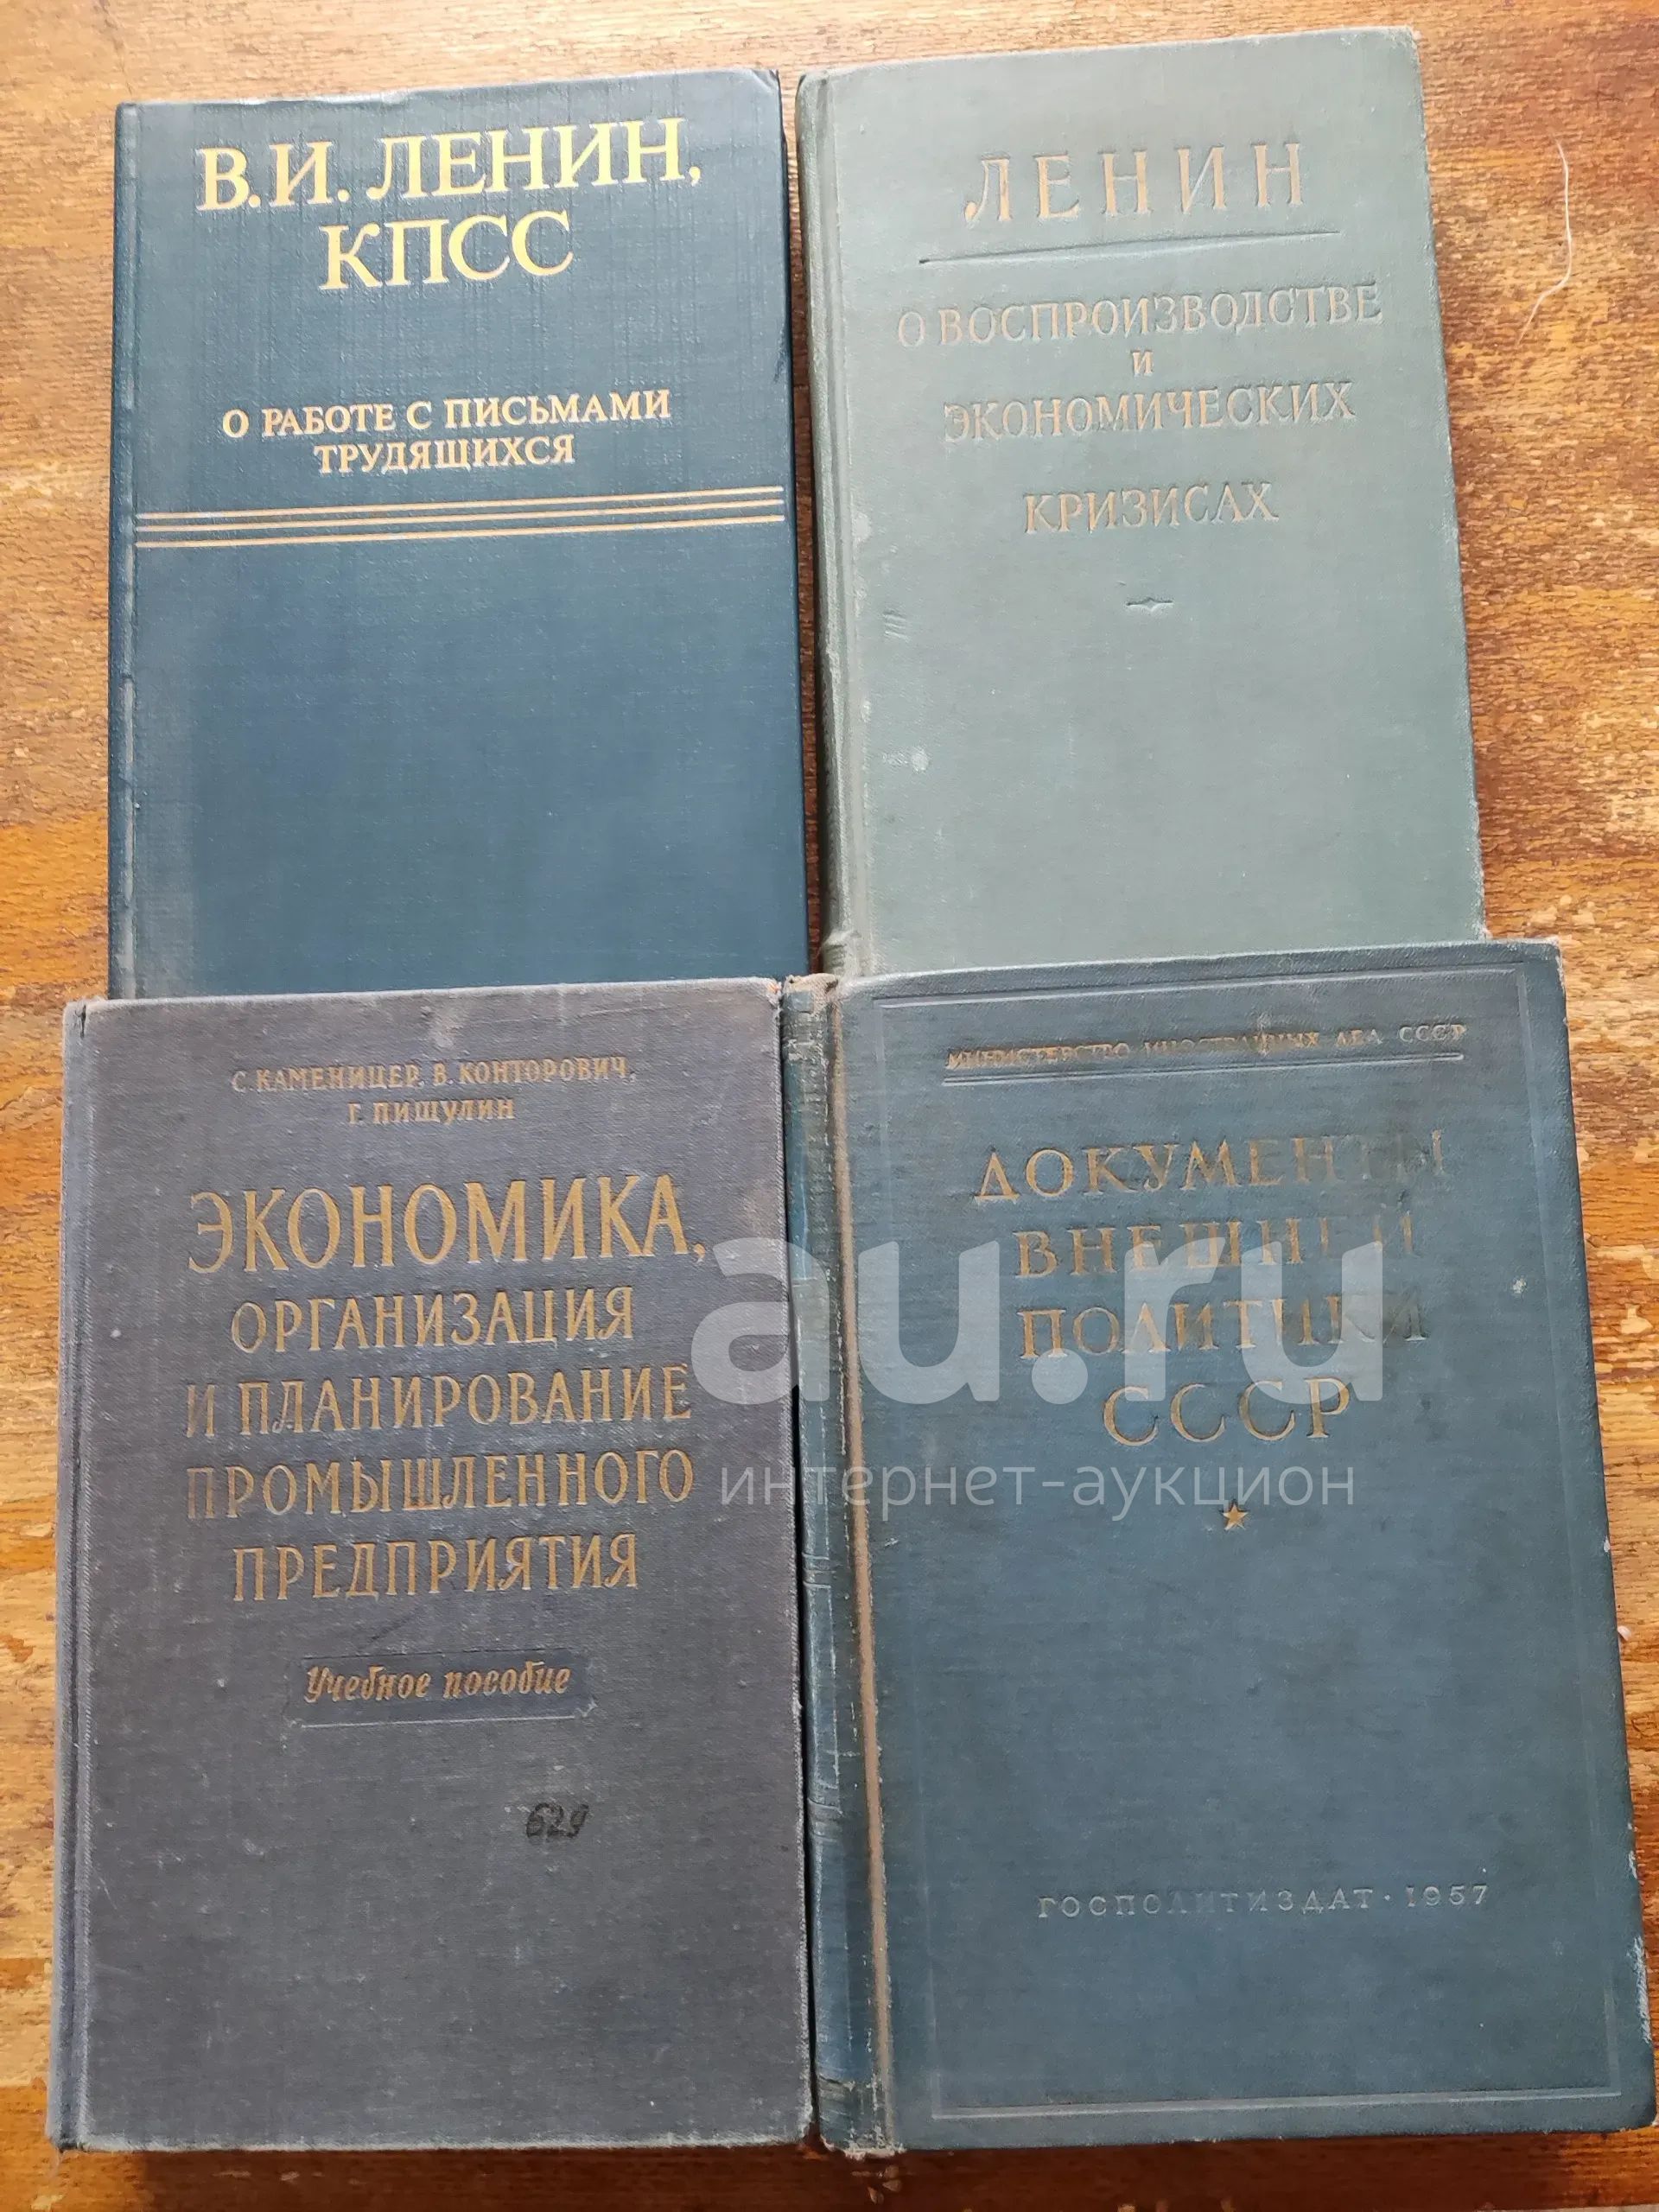 В.И. ЛЕНИН,
КПСС
О РАБОТЕ С ПИСЬМАМИ
ТРУДЯЩИХСЯ
ЛЕНИН
О ВОСПРОИЗВОДСТВЕ
И
ЭКОНОМИЧЕСКИХ
КРИЗИСАХ
С. КАМЕНИЦЕР, В. КОНТОРОВИЧ,
Г. ПИЩУЛИН
ЭКОНОМИКА,
ОРГАНИЗАЦИЯ
И ПЛАНИРОВАНИЕ
ПРОМЫШЛЕННОГО
ПРЕДПРИЯТИЯ
Учебное пособие
629
МИНИСТЕРСТВО ИНОСТРАННЫХ ДЕЛ СССР
ДОКУМЕНТЫ
ВНЕШНЕЙ
ПОЛИТИКИ
СССР
ГОСПОЛИТИЗДАТ · 1957
au.ru
интернет-аукцион